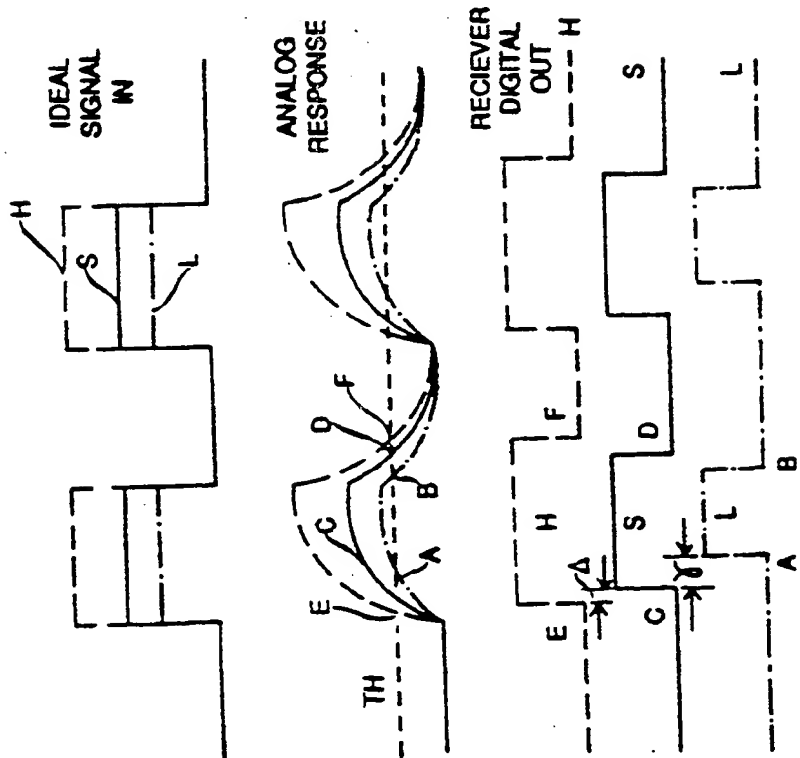 IDEAL
SIGNAL
IN
H
S
L
ANALOG
RESPONSE
TH
E
C
A
B
D
F
RECIEVER
DIGITAL
OUT
H
E
H
F
Δ
S
C
S
D
L
A
L
B